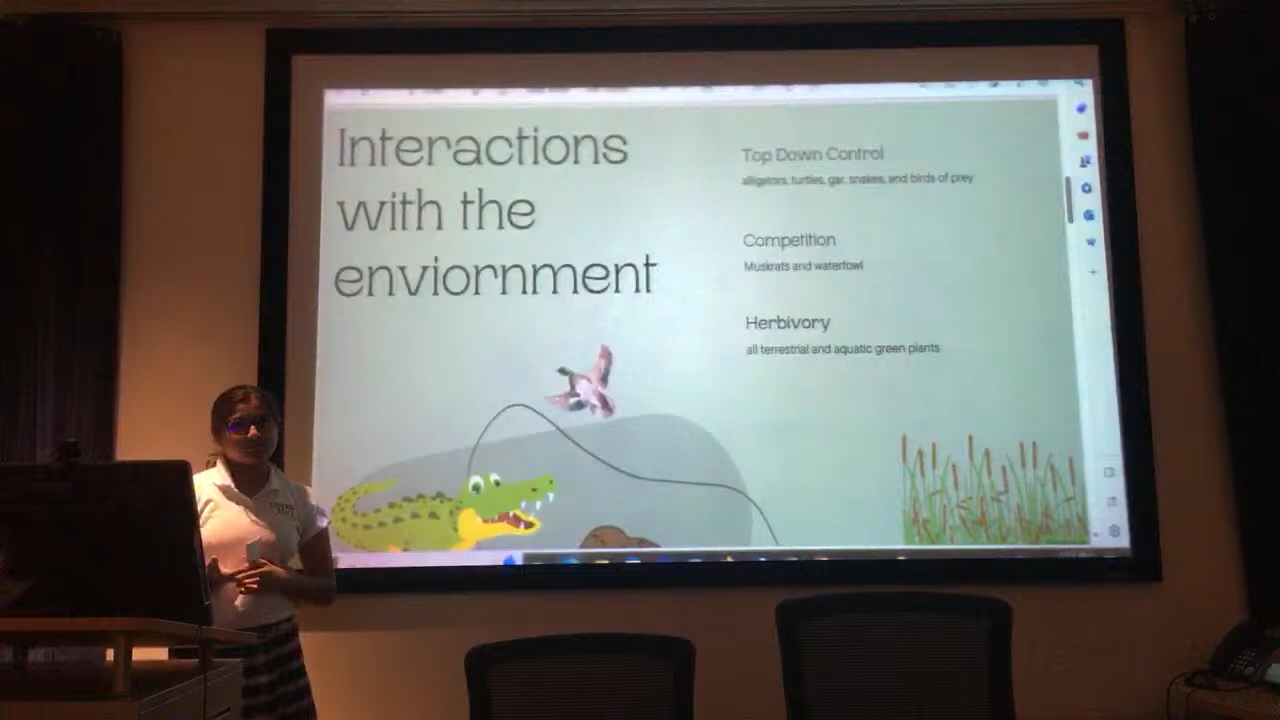 Interactions
with the
enviornment
Top Down Control
alligators, turtles, gar, snakes, and birds of prey
Competition
Muskrats and waterfowl
Herbivory
all terrestrial and aquatic green plants